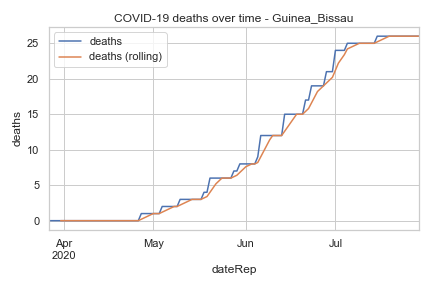 COVID-19 deaths over time - Guinea_Bissau
deaths
deaths (rolling)
25
20
15
10
5
0
deaths
Apr
2020
May
Jun
Jul
dateRep